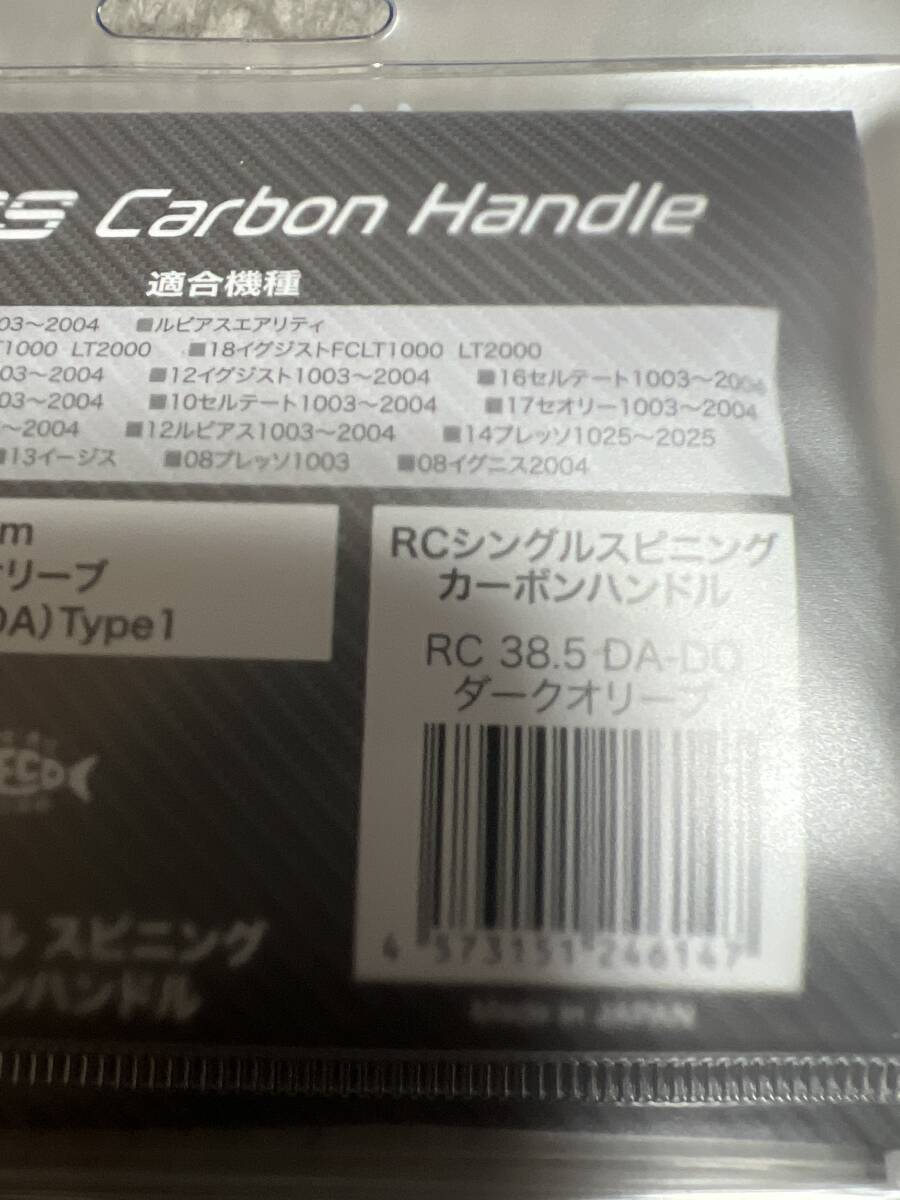 CS Carbon Handle
適合機種
03〜2004 ■ルビアスエアリティ
T1000 LT2000 ■18イグジストFCLT1000 LT2000
03〜2004 ■12イグジスト1003〜2004 ■16セルテート1003〜2004
03〜2004 ■10セルテート1003〜2004 ■17セオリー1003〜2004
〜2004 ■12ルビアス1003〜2004 ■14プレッソ1025〜2025
■13イージス ■08プレッソ1003 ■08イグニス2004
m
オリーブ
DA)Type1
RCシングルスピニング
カーボンハンドル
RC 38.5 DA-DO
ダークオリーブ
4 573151 246147
ル スピニング
ンハンドル
Made in JAPAN